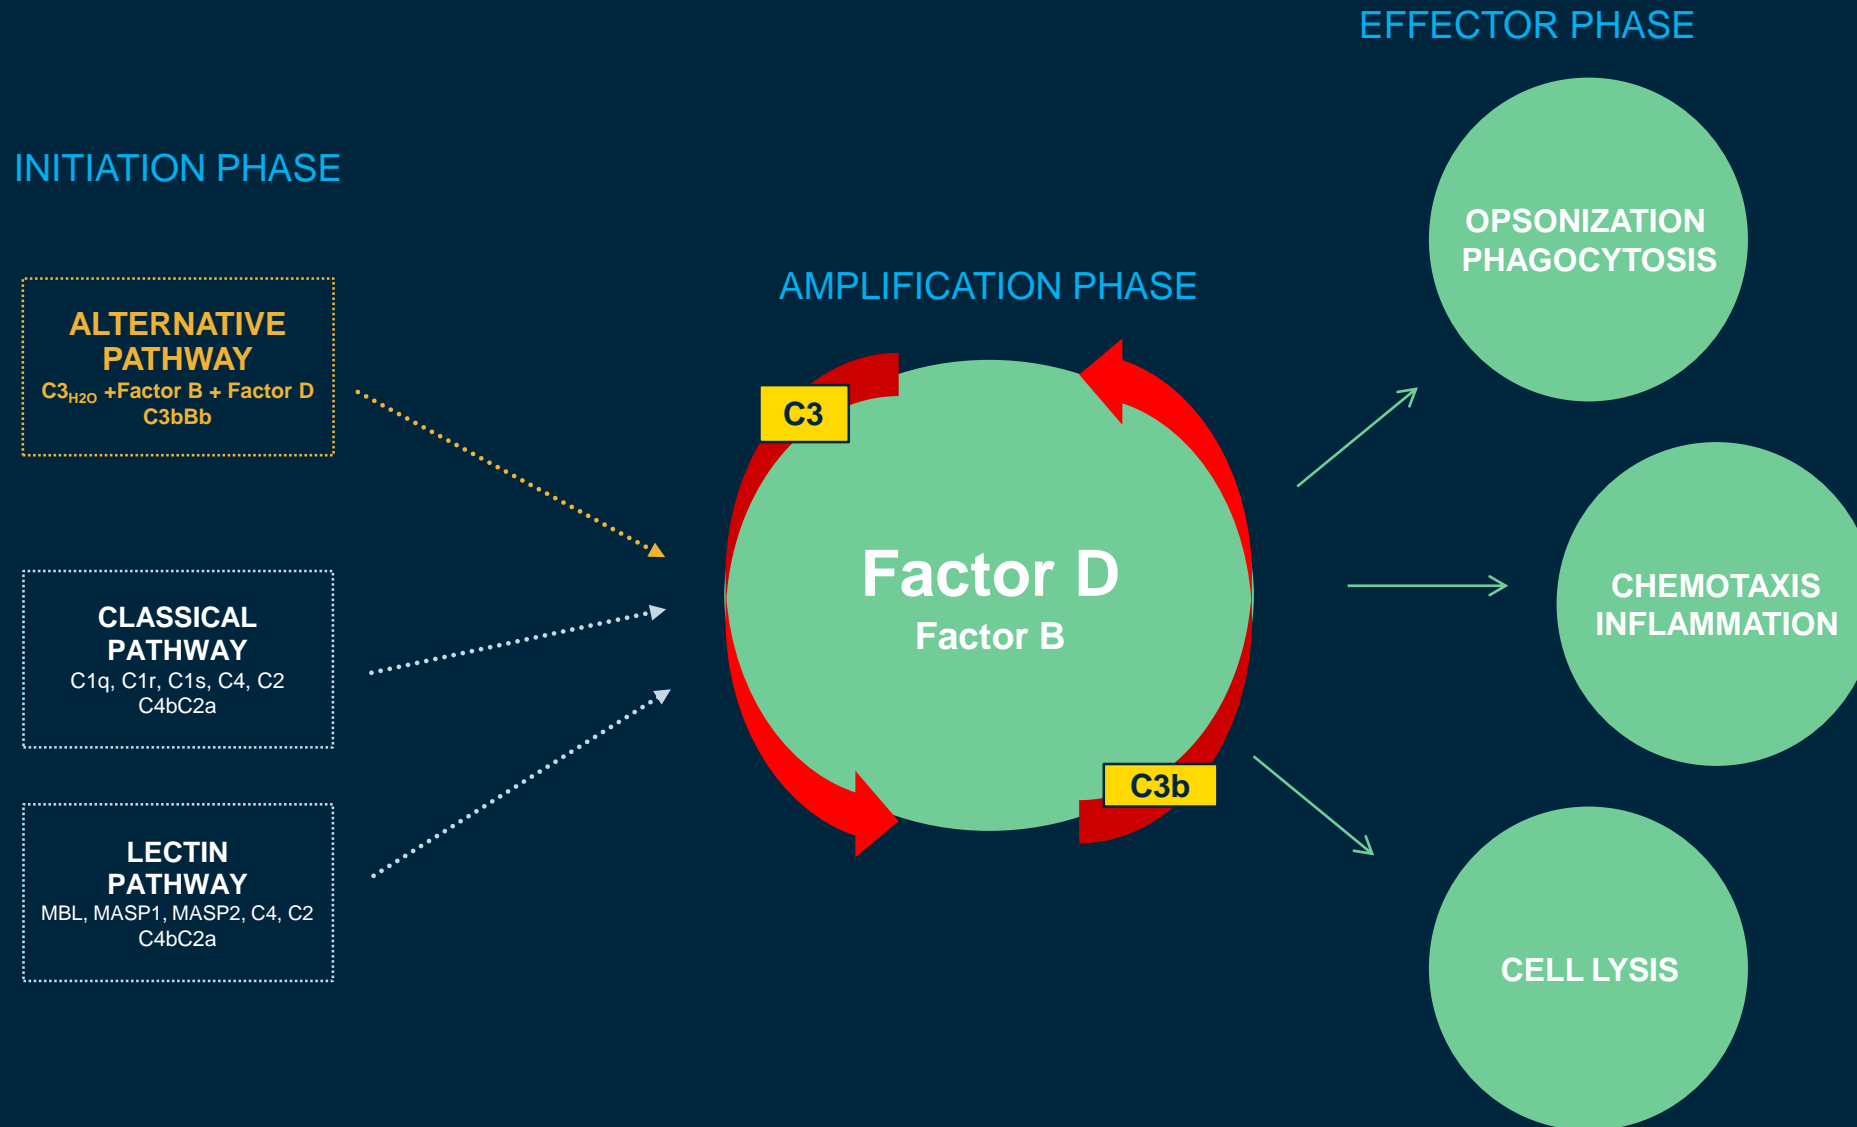 EFFECTOR PHASE
INITIATION PHASE
AMPLIFICATION PHASE
ALTERNATIVE
PATHWAY
C3H2O +Factor B + Factor D
C3bBb
CLASSICAL
PATHWAY
C1q, C1r, C1s, C4, C2
C4bC2a
LECTIN
PATHWAY
MBL, MASP1, MASP2, C4, C2
C4bC2a
C3
Factor D
Factor B
C3b
OPSONIZATION
PHAGOCYTOSIS
CHEMOTAXIS
INFLAMMATION
CELL LYSIS